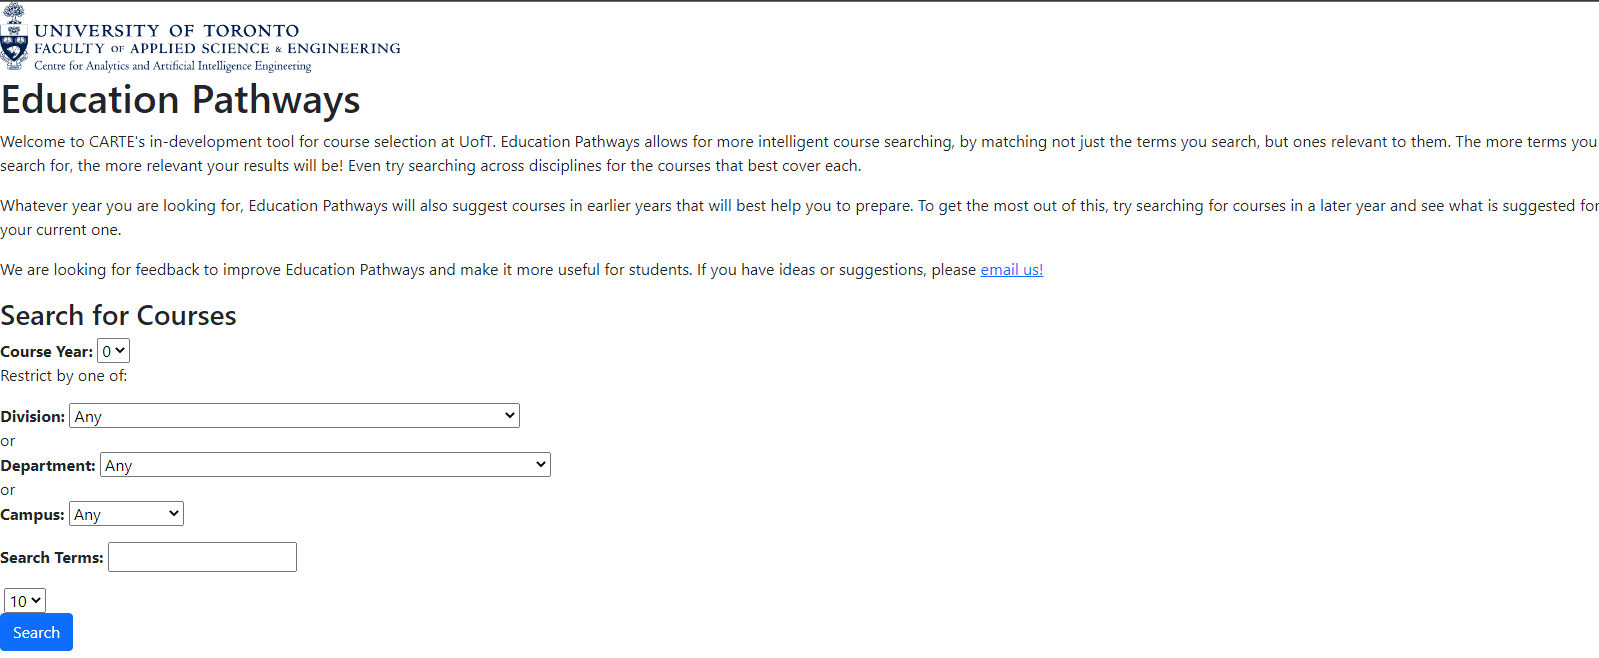 UNIVERSITY OF TORONTO
FACULTY OF APPLIED SCIENCE & ENGINEERING
Centre for Analytics and Artificial Intelligence Engineering
Education Pathways
Welcome to CARTE's in-development tool for course selection at UofT. Education Pathways allows for more intelligent course searching, by matching not just the terms you search, but ones relevant to them. The more terms you
search for, the more relevant your results will be! Even try searching across disciplines for the courses that best cover each.
Whatever year you are looking for, Education Pathways will also suggest courses in earlier years that will best help you to prepare. To get the most out of this, try searching for courses in a later year and see what is suggested for
your current one.
We are looking for feedback to improve Education Pathways and make it more useful for students. If you have ideas or suggestions, please email us!
Search for Courses
Course Year: 0
Restrict by one of:
Division: Any
or
Department: Any
or
Campus: Any
Search Terms:
10
Search